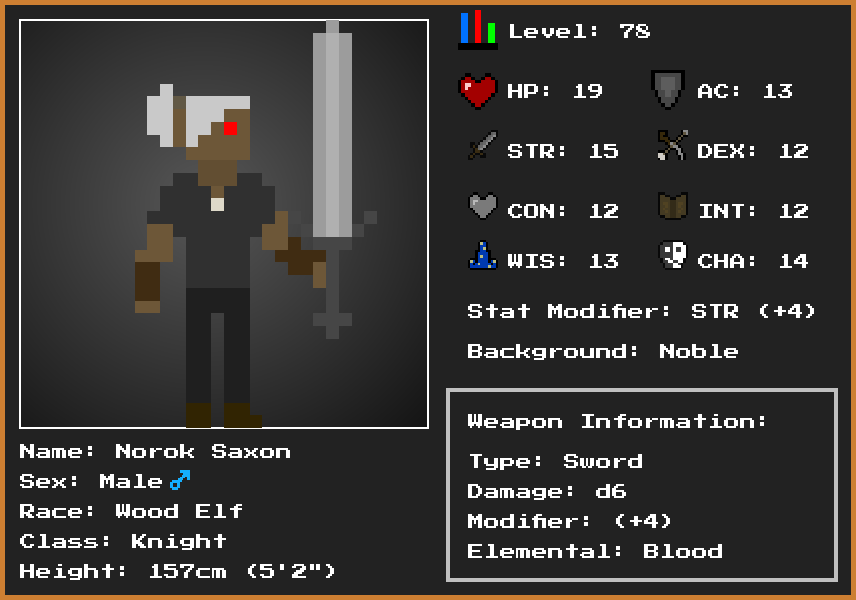 Level: 78
HP: 19 AC: 13
STR: 15 DEX: 12
CON: 12 INT: 12
WIS: 13 CHA: 14
Stat Modifier: STR (+4)
Background: Noble
Weapon Information:
Type: Sword
Damage: d6
Modifier: (+4)
Elemental: Blood
Name: Norok Saxon
Sex: Male ♂
Race: Wood Elf
Class: Knight
Height: 157cm (5'2")